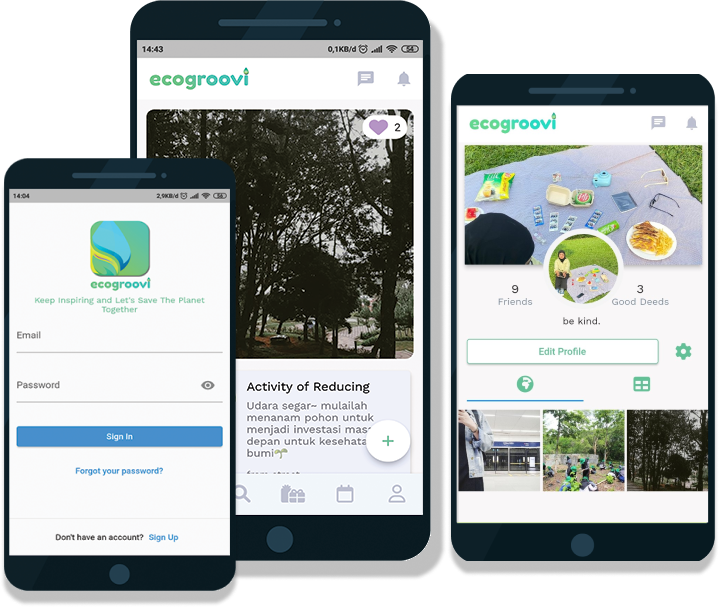 14:04
2,9KB/d
56
ecogroovi
Keep Inspiring and Let's Save The Planet
Together
Email
Password
Sign In
Forgot your password?
Don't have an account? Sign Up
14:43
0,1KB/d
54
ecogroovi
2
Activity of Reducing
Udara segar~ mulailah
menanam pohon untuk
menjadi investasi mas
depan untuk kesehata
bumi🌱
ecogroovi
9
Friends
3
Good Deeds
be kind.
Edit Profile